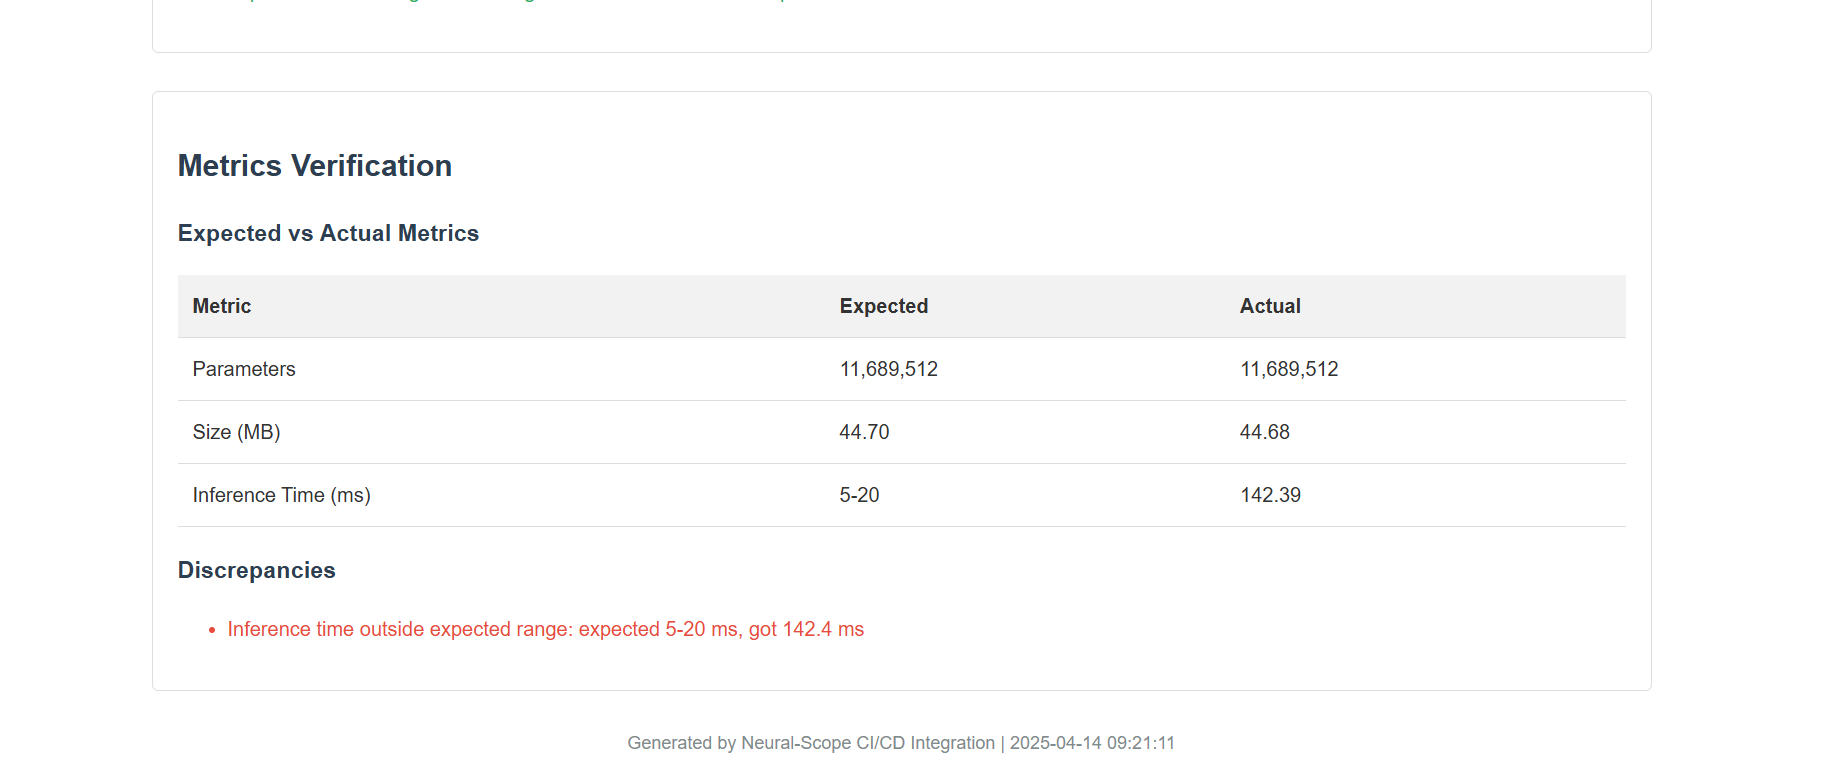 Metrics Verification
Expected vs Actual Metrics
Metric Expected Actual
Parameters 11,689,512 11,689,512
Size (MB) 44.70 44.68
Inference Time (ms) 5-20 142.39
Discrepancies
• Inference time outside expected range: expected 5-20 ms, got 142.4 ms
Generated by Neural-Scope CI/CD Integration | 2025-04-14 09:21:11